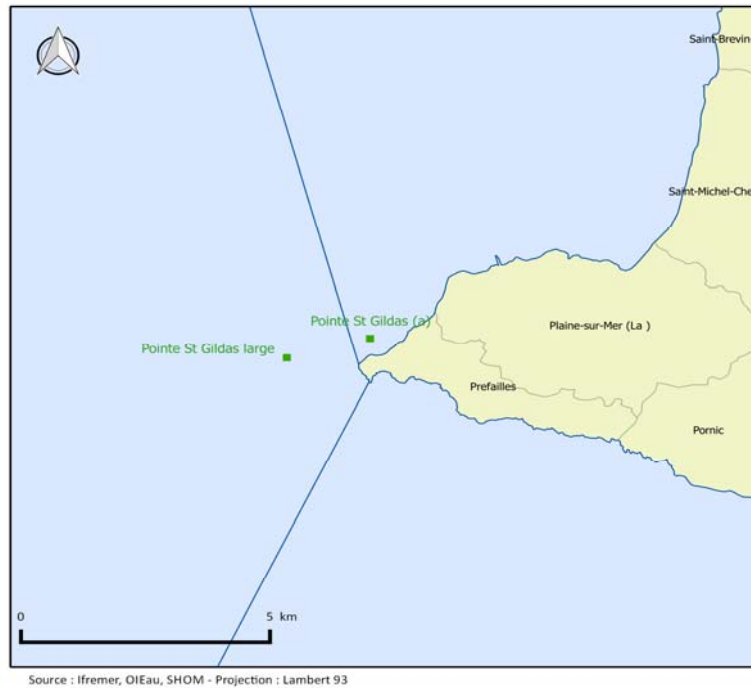 Saint-Brevin
Saint-Michel-Che
Pointe St Gildas (a)
Plaine-sur-Mer (La )
Pointe St Gildas large
Prefailles
Pornic
0 5 km
Source : Ifremer, OIEau, SHOM - Projection : Lambert 93